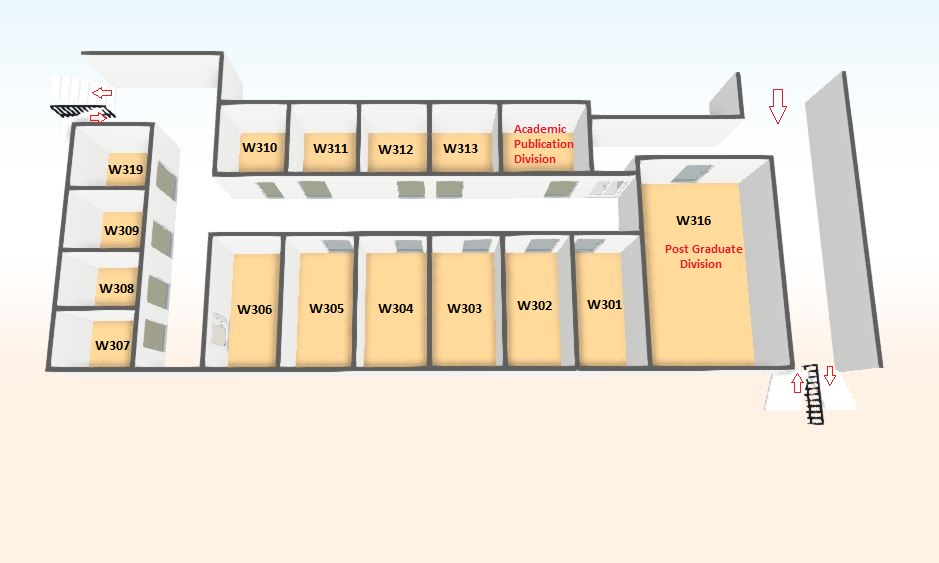 W310
W311
W312
W313
Academic
Publication
Division
W319
W309
W308
W307
W316
Post Graduate
Division
W306
W305
W304
W303
W302
W301